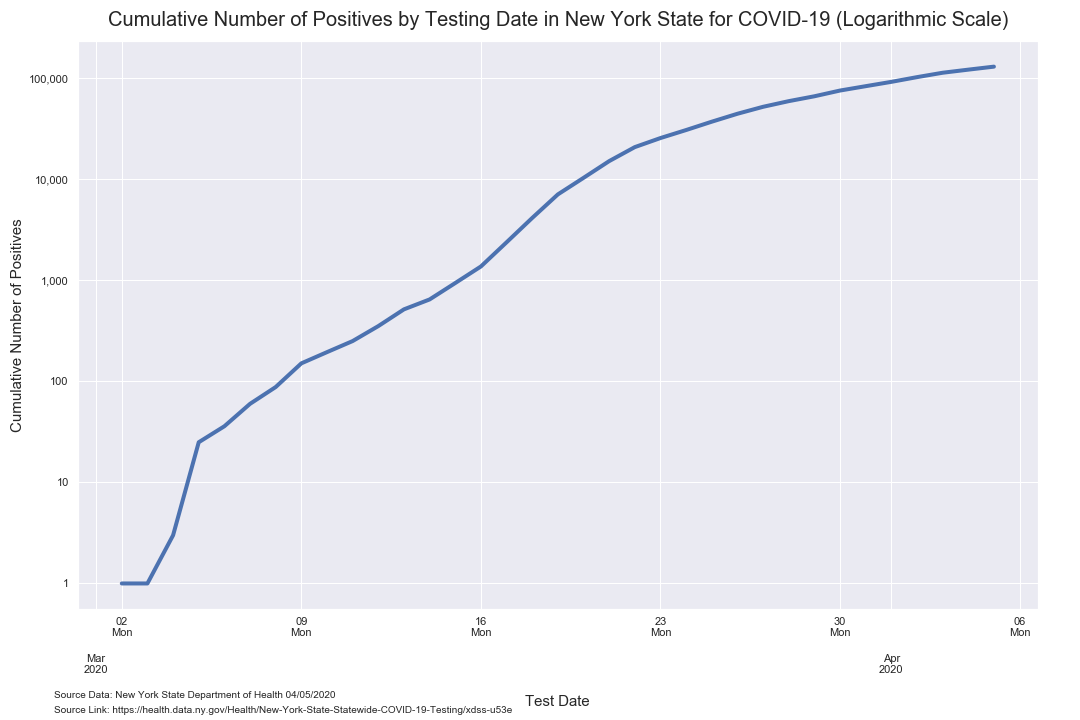 Cumulative Number of Positives by Testing Date in New York State for COVID-19 (Logarithmic Scale)
Cumulative Number of Positives
100,000
10,000
1,000
100
10
1
02 09 16 23 30 06
Mon Mon Mon Mon Mon Mon
Mar Apr
2020 2020
Test Date
Source Data: New York State Department of Health 04/05/2020
Source Link: https://health.data.ny.gov/Health/New-York-State-Statewide-COVID-19-Testing/xdss-u53e